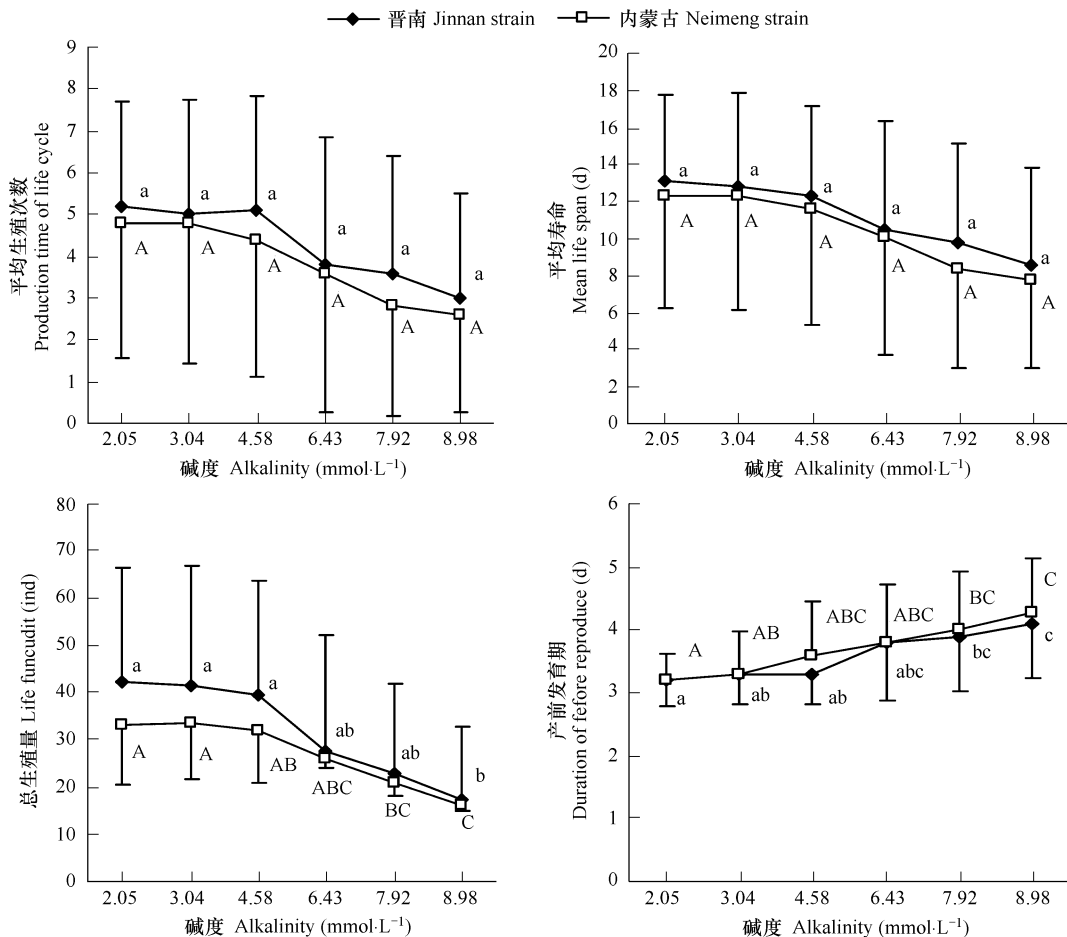 晋南 Jinnan strain 内蒙古 Neimeng strain
平均生殖次数
Production time of life cycle
9
8
7
6
5
4
3
2
1
0
a a a a a a
A A A A A A
2.05 3.04 4.58 6.43 7.92 8.98
碱度 Alkalinity (mmol·L⁻¹)
平均寿命
Mean life span (d)
20
18
16
14
12
10
8
6
4
2
0
a a a a a a
A A A A A A
2.05 3.04 4.58 6.43 7.92 8.98
碱度 Alkalinity (mmol·L⁻¹)
总生殖量 Life funcudit (ind)
80
70
60
50
40
30
20
10
0
a a a ab ab b
A A AB ABC BC C
2.05 3.04 4.58 6.43 7.92 8.98
碱度 Alkalinity (mmol·L⁻¹)
产前发育期
Duration of fefore reproduce (d)
6
5
4
3
2
1
0
A AB ABC ABC BC C
a ab ab abc bc c
2.05 3.04 4.58 6.43 7.92 8.98
碱度 Alkalinity (mmol·L⁻¹)